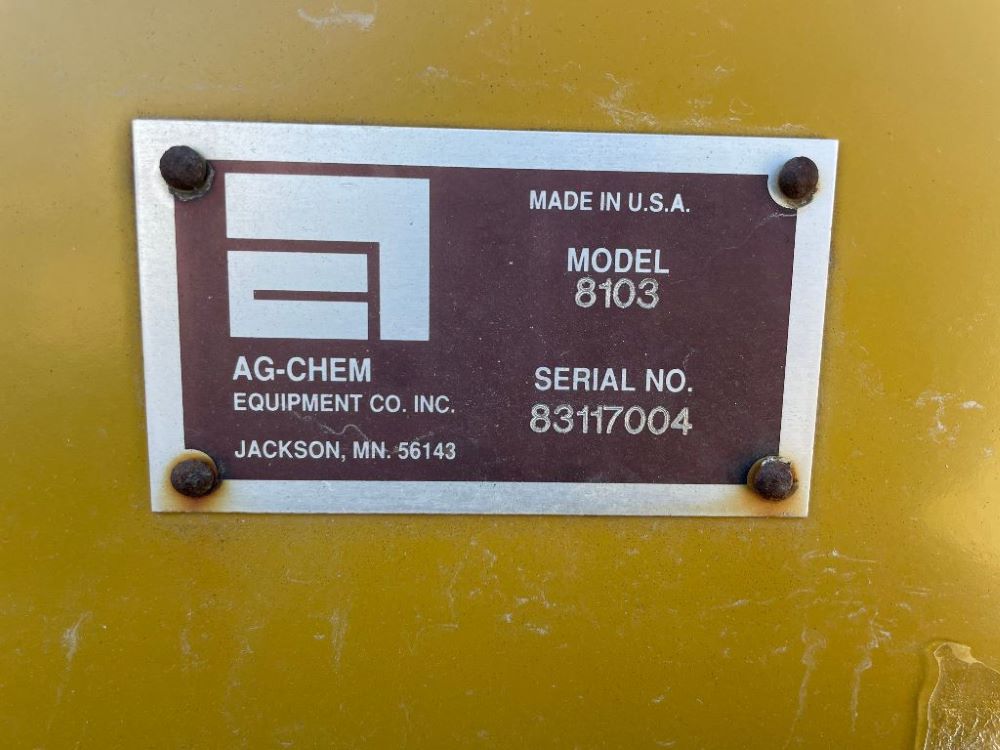 MADE IN U.S.A.
MODEL
8103
AG-CHEM
EQUIPMENT CO. INC.
JACKSON, MN. 56143
SERIAL NO.
83117004